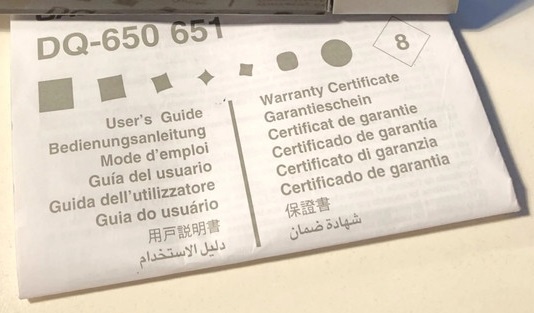 DQ-650 651
8
User's Guide
Bedienungsanleitung
Mode d'emploi
Guía del usuario
Guida dell'utilizzatore
Guia do usuário
用戸説明書
دليل الاستخدام
Warranty Certificate
Garantieschein
Certificat de garantie
Certificado de garantía
Certificato di garanzia
Certificado de garantia
保證書
شهادة ضمان